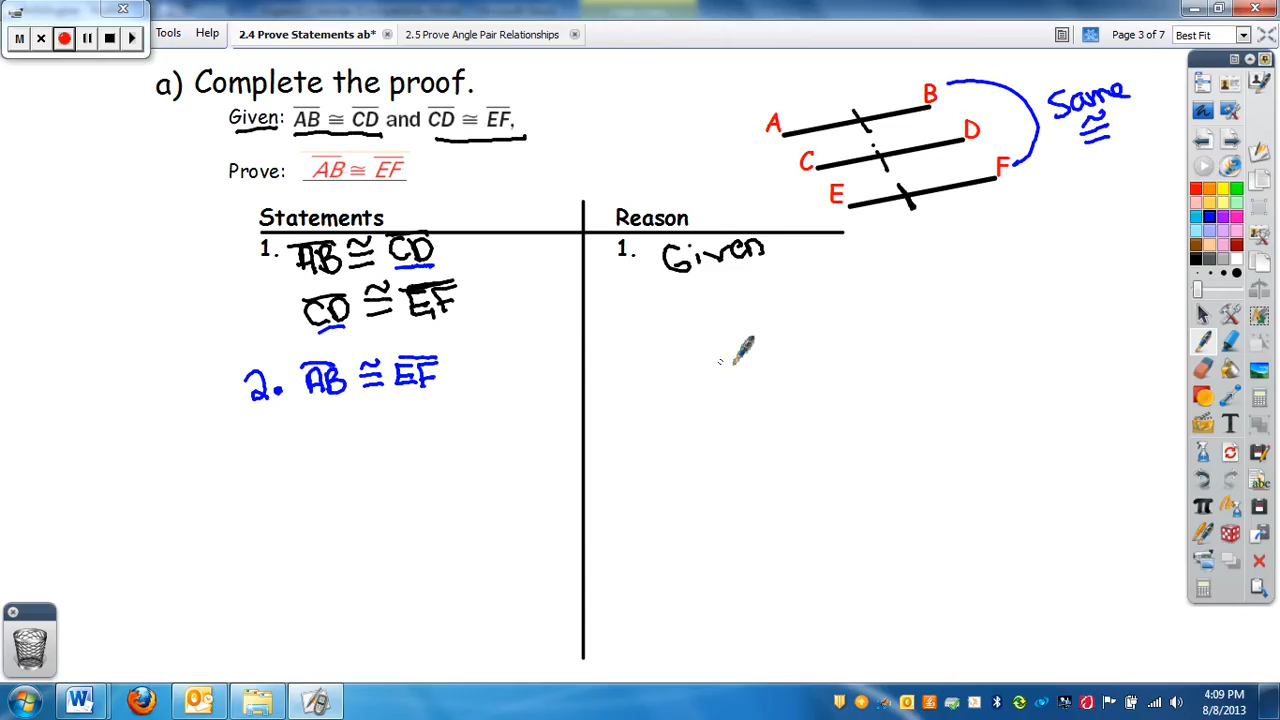 Tools Help 2.4 Prove Statements ab* 2.5 Prove Angle Pair Relationships Page 3 of 7 Best Fit
M
a) Complete the proof.
Given: AB ≅ CD and CD ≅ EF,
Prove: AB ≅ EF
A B
C D
E F
Same
≅
Statements Reason
1. AB ≅ CD 1. Given
CD ≅ EF
2. AB ≅ EF
4:09 PM
8/8/2013